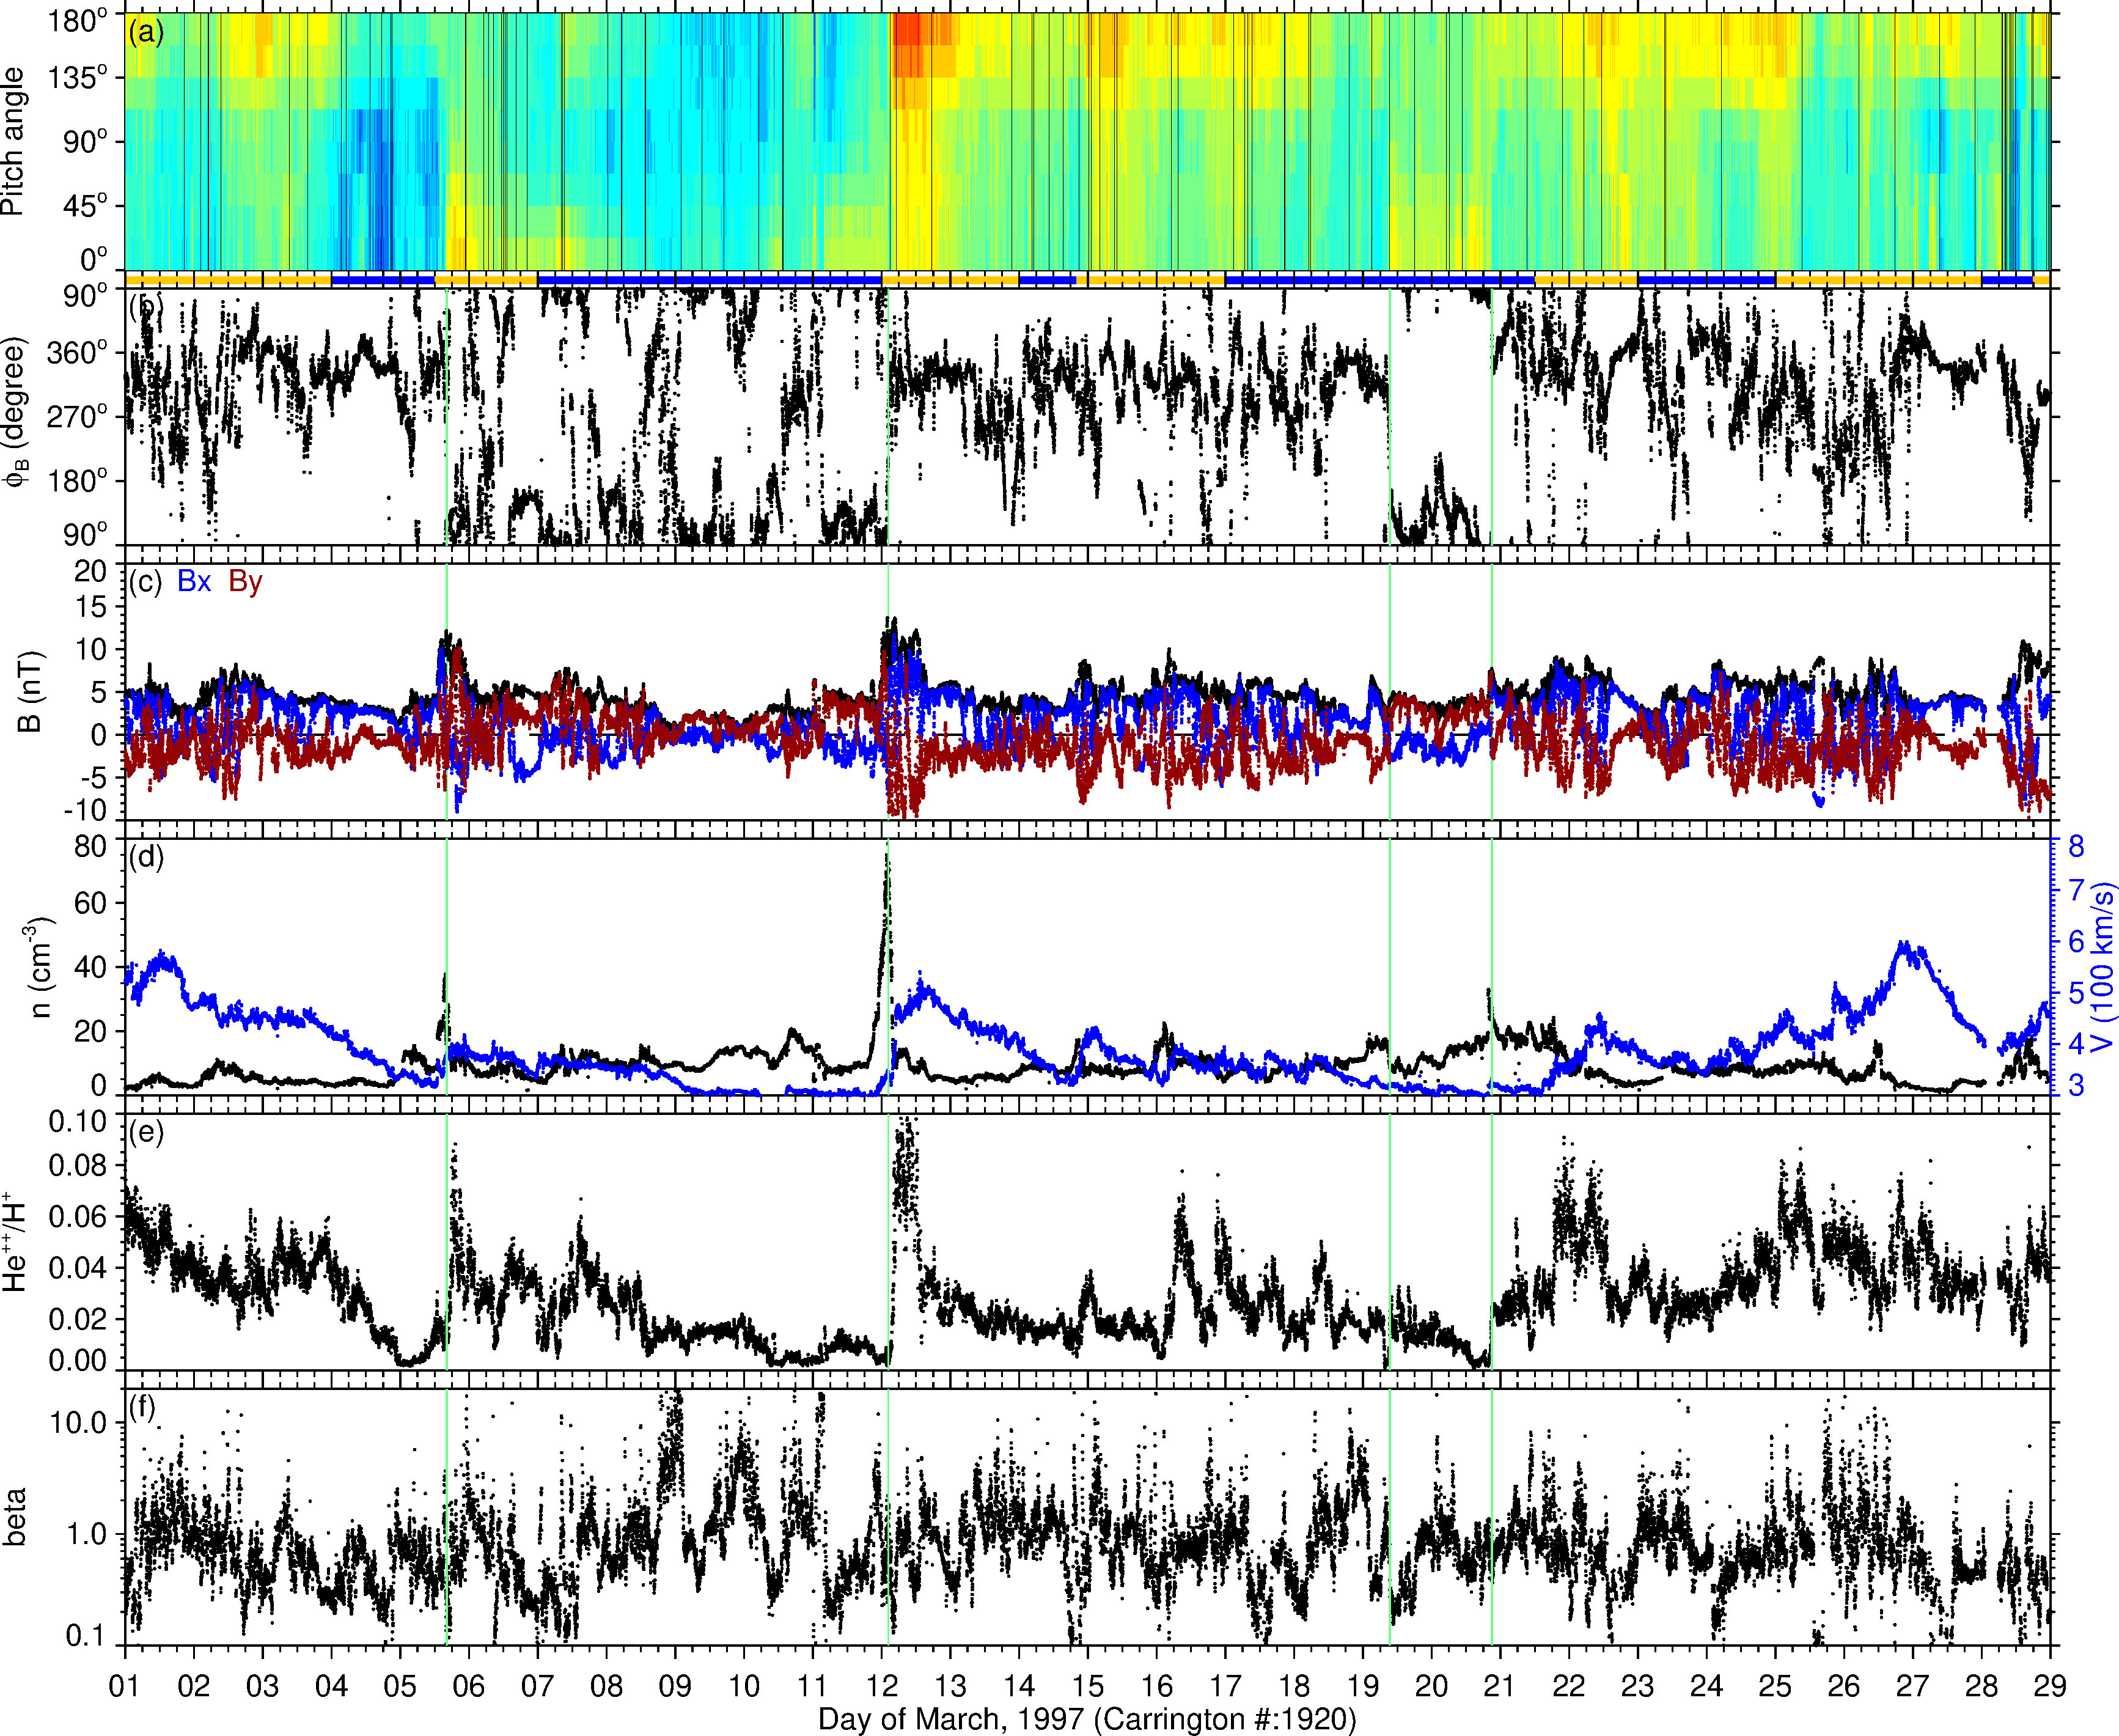 (a)
180°
135°
90°
45°
0°
Pitch angle
(b)
90°
360°
270°
180°
90°
ϕB (degree)
(c) Bx By
20
15
10
5
0
-5
-10
B (nT)
(d)
80
60
40
20
0
n (cm-3)
8
7
6
5
4
3
V (100 km/s)
(e)
0.10
0.08
0.06
0.04
0.02
0.00
He++/H+
(f)
10.0
1.0
0.1
beta
01 02 03 04 05 06 07 08 09 10 11 12 13 14 15 16 17 18 19 20 21 22 23 24 25 26 27 28 29
Day of March, 1997 (Carrington #:1920)